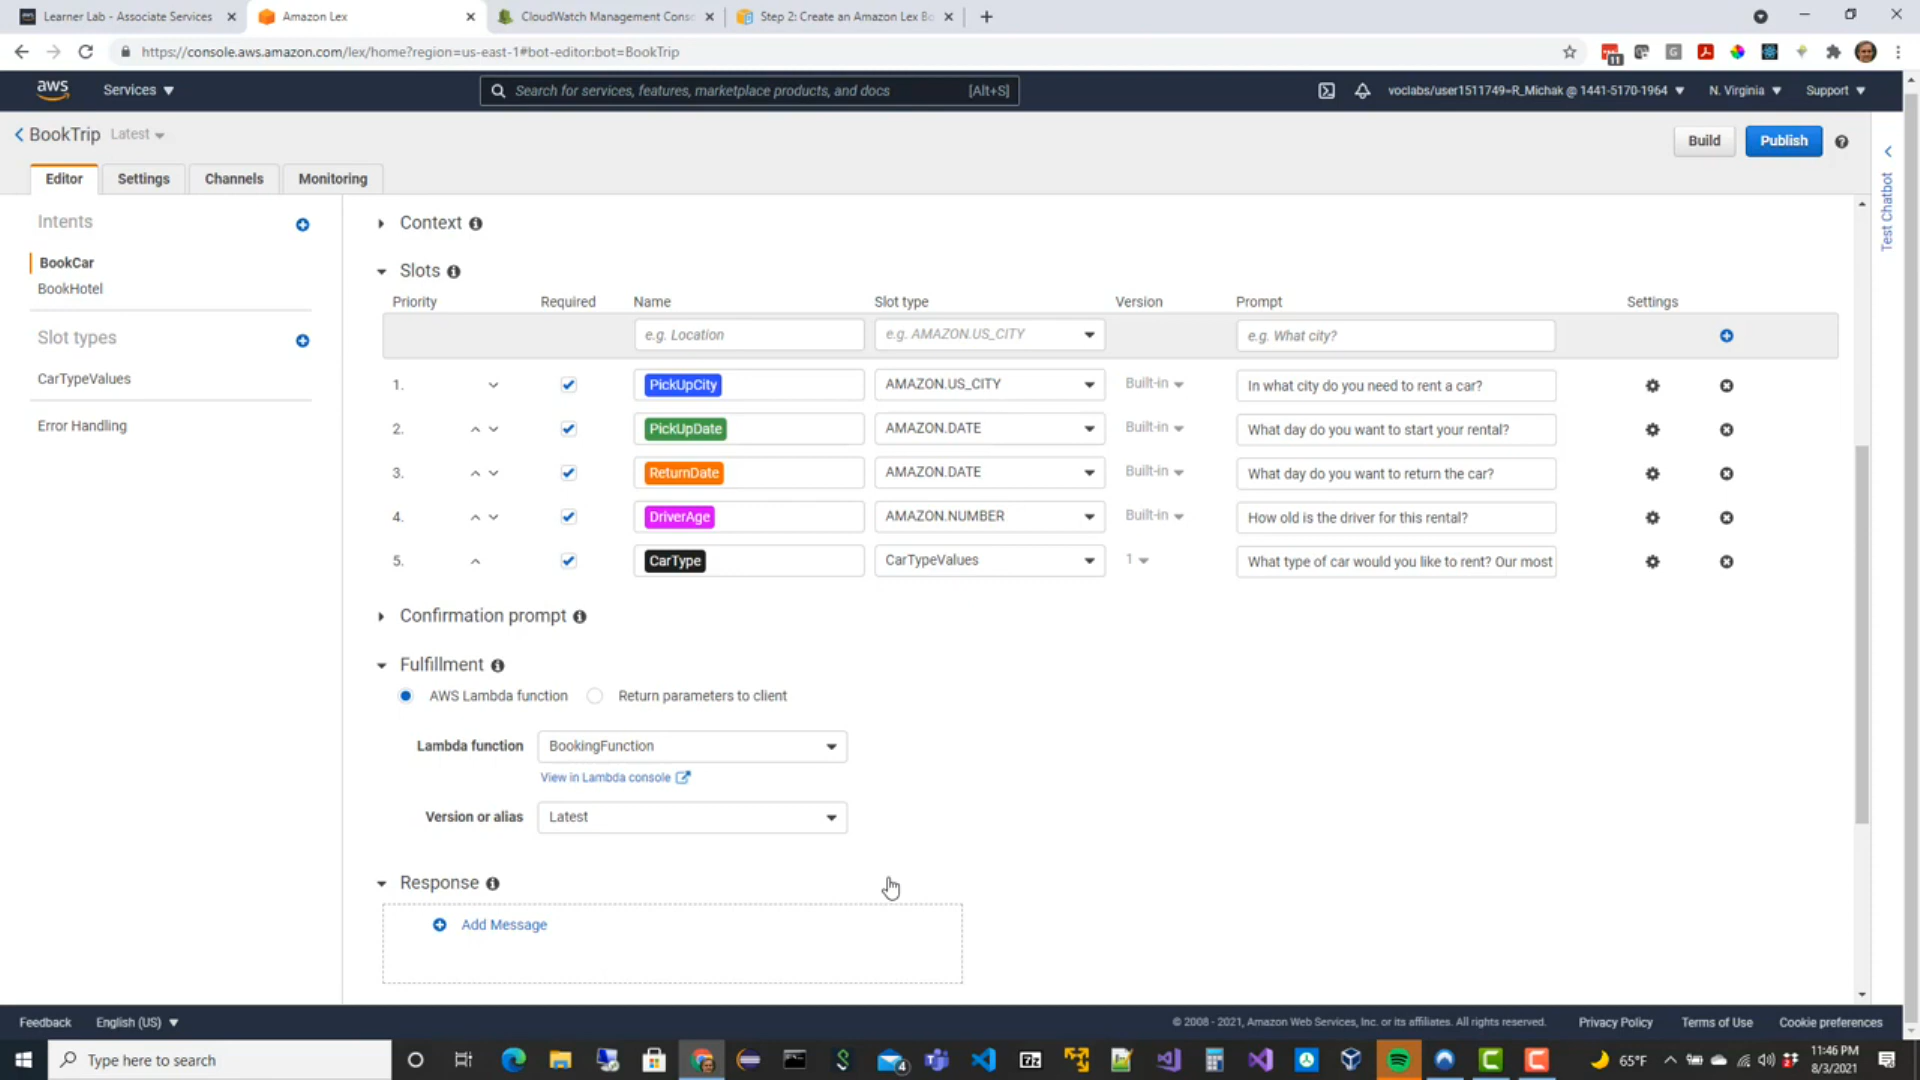 Learner Lab - Associate Services
Amazon Lex
CloudWatch Management Cons
Step 2: Create an Amazon Lex Bo
https://console.aws.amazon.com/lex/home?region=us-east-1#bot-editor:bot=BookTrip
11
aws
Services
Search for services, features, marketplace products, and docs
[Alt+S]
voclabs/user1511749=R_Michak @ 1441-5170-1964
N. Virginia
Support
BookTrip
Latest
Build
Publish
Test Chatbot
Editor
Settings
Channels
Monitoring
Intents
BookCar
BookHotel
Slot types
CarTypeValues
Error Handling
Context
Slots
Priority Required Name Slot type Version Prompt Settings
e.g. Location e.g. AMAZON.US_CITY e.g. What city?
1. PickUpCity AMAZON.US_CITY Built-in In what city do you need to rent a car?
2. PickUpDate AMAZON.DATE Built-in What day do you want to start your rental?
3. ReturnDate AMAZON.DATE Built-in What day do you want to return the car?
4. DriverAge AMAZON.NUMBER Built-in How old is the driver for this rental?
5. CarType CarTypeValues 1 What type of car would you like to rent? Our most
Confirmation prompt
Fulfillment
AWS Lambda function
Return parameters to client
Lambda function
BookingFunction
View in Lambda console
Version or alias
Latest
Response
Add Message
Feedback
English (US)
© 2008 - 2021, Amazon Web Services, Inc. or its affiliates. All rights reserved.
Privacy Policy
Terms of Use
Cookie preferences
Type here to search
4
7z
65°F
11:46 PM
8/3/2021